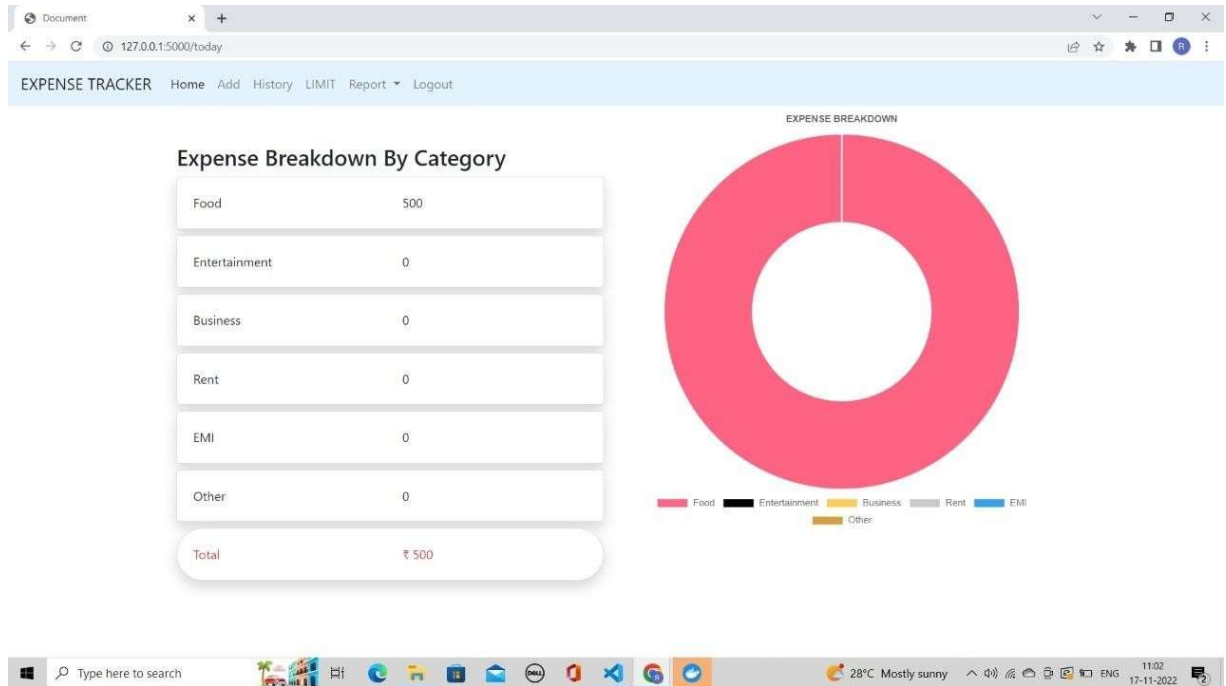 Document
127.0.0.1:5000/today
R
EXPENSE TRACKER Home Add History LIMIT Report Logout
EXPENSE BREAKDOWN
Expense Breakdown By Category
Food 500
Entertainment 0
Business 0
Rent 0
EMI 0
Other 0
Total ₹ 500
Food Entertainment Business Rent EMI
Other
Type here to search
DELL
28°C Mostly sunny
ENG
11:02
17-11-2022
2